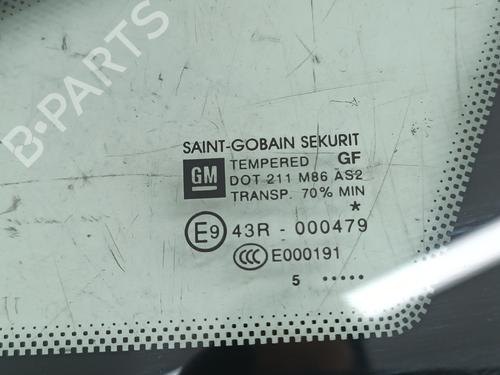 SAINT-GOBAIN SEKURIT
GM
TEMPERED GF
DOT 211 M86 AS2
TRANSP. 70% MIN
*
E9 43R - 000479
CCC E000191
5 .....
B-PARTS